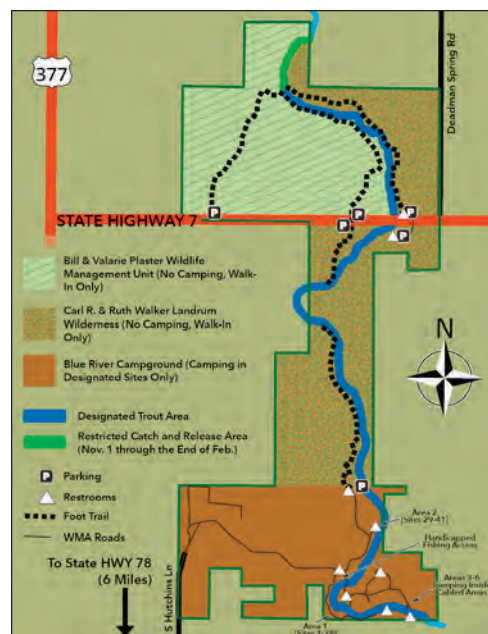 377
Deadman Spring Rd
P
STATE HIGHWAY 7
P
P
P
P
Bill & Valarie Plaster Wildlife
Management Unit (No Camping, Walk-
In Only)
Carl R. & Ruth Walker Landrum
Wilderness (No Camping, Walk-In
Only)
Blue River Campground (Camping in
Designated Sites Only)
N
Designated Trout Area
Restricted Catch and Release Area
(Nov. 1 through the End of Feb.)
P Parking
Restrooms
Foot Trail
WMA Roads
P
Area 2
(Sites 29-41)
Handicapped
Fishing Access
To State HWY 78
(6 Miles)
S Hutchins Ln
Areas 3-6
Camping Inside
Cabled Areas
Area 1